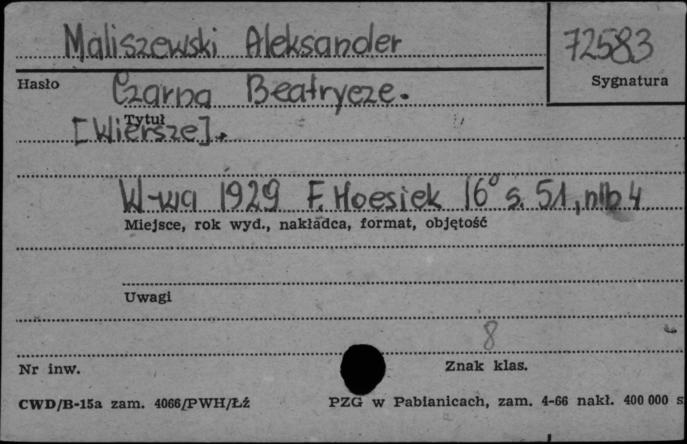 Maliszewski Aleksander
72583
Hasło
Sygnatura
Czarna Beatrycze.
Tytuł
[Wiersze].
W-wa 1929 F. Hoesick 16° s. 51, nlb 4
Miejsce, rok wyd., nakładca, format, objętość
Uwagi
8
Nr inw.
Znak klas.
CWD/B-15a zam. 4066/PWH/Łź
PZG w Pabianicach, zam. 4-66 nakł. 400 000 s